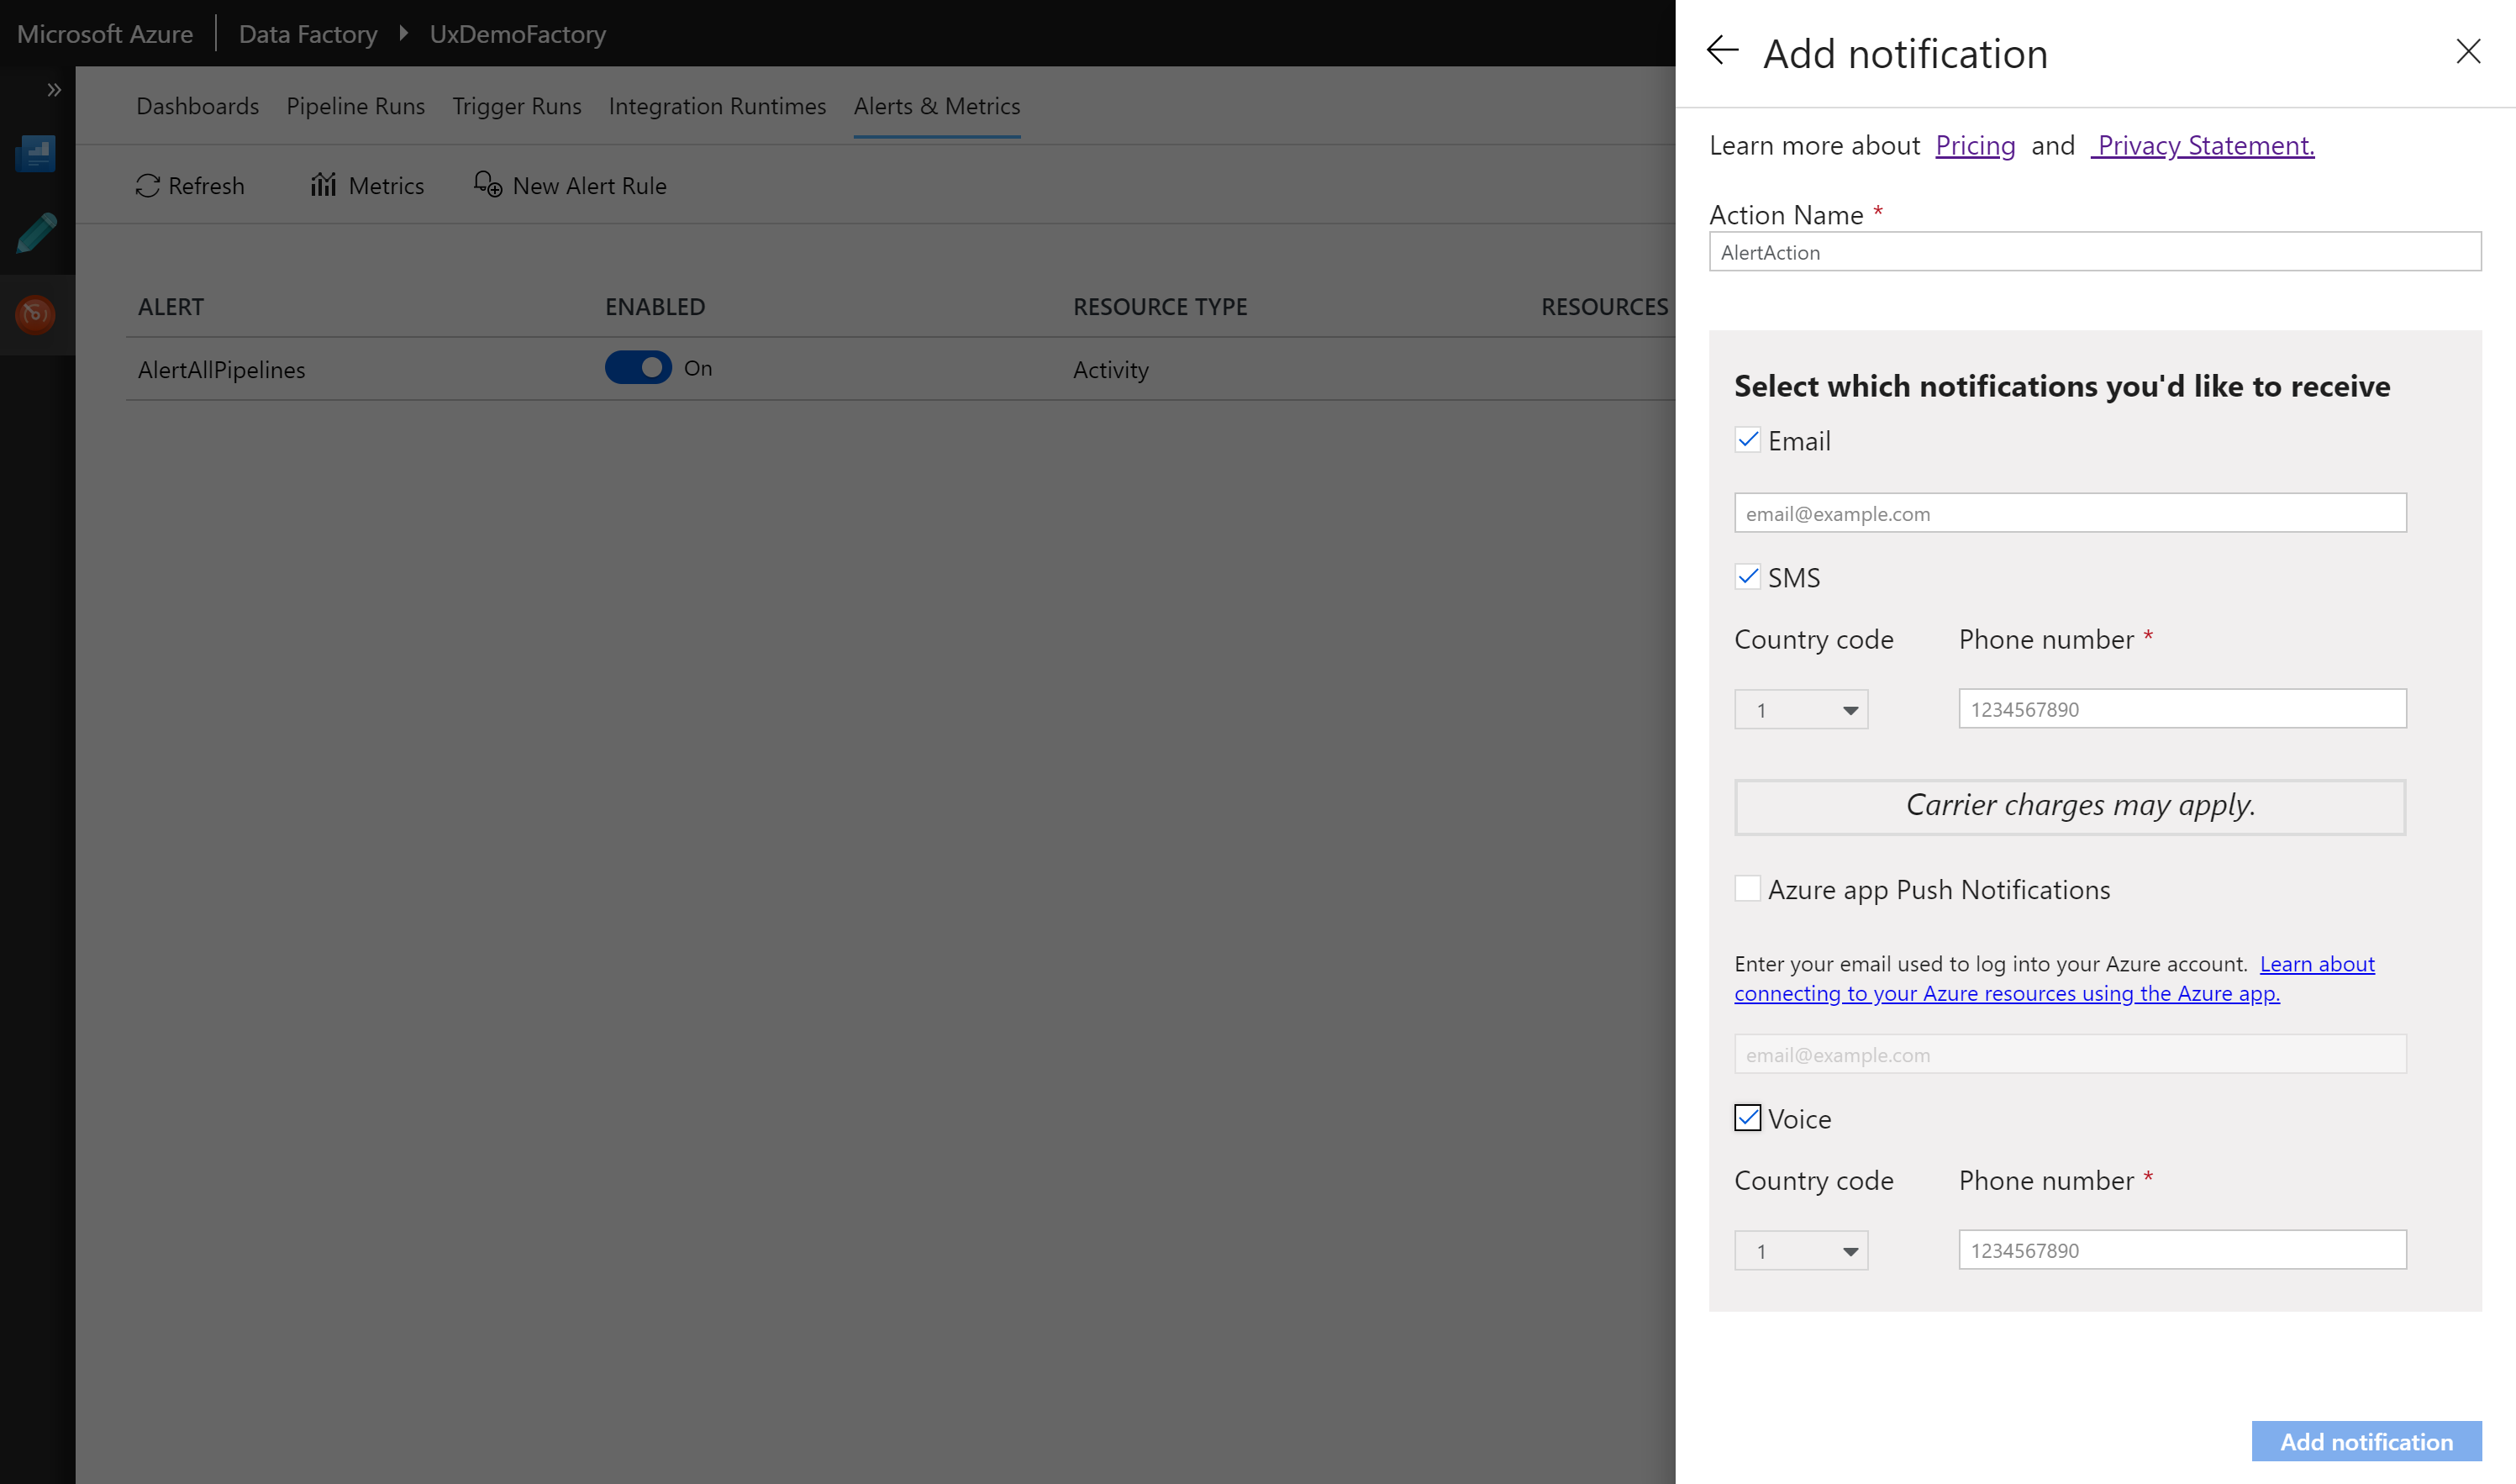 Microsoft Azure Data Factory UxDemoFactory
Dashboards Pipeline Runs Trigger Runs Integration Runtimes Alerts & Metrics
Refresh Metrics New Alert Rule
ALERT ENABLED RESOURCE TYPE RESOURCES
AlertAllPipelines On Activity
Add notification
Learn more about Pricing and Privacy Statement.
Action Name *
AlertAction
Select which notifications you'd like to receive
Email
email@example.com
SMS
Country code Phone number *
1 1234567890
Carrier charges may apply.
Azure app Push Notifications
Enter your email used to log into your Azure account. Learn about
connecting to your Azure resources using the Azure app.
email@example.com
Voice
Country code Phone number *
1 1234567890
Add notification